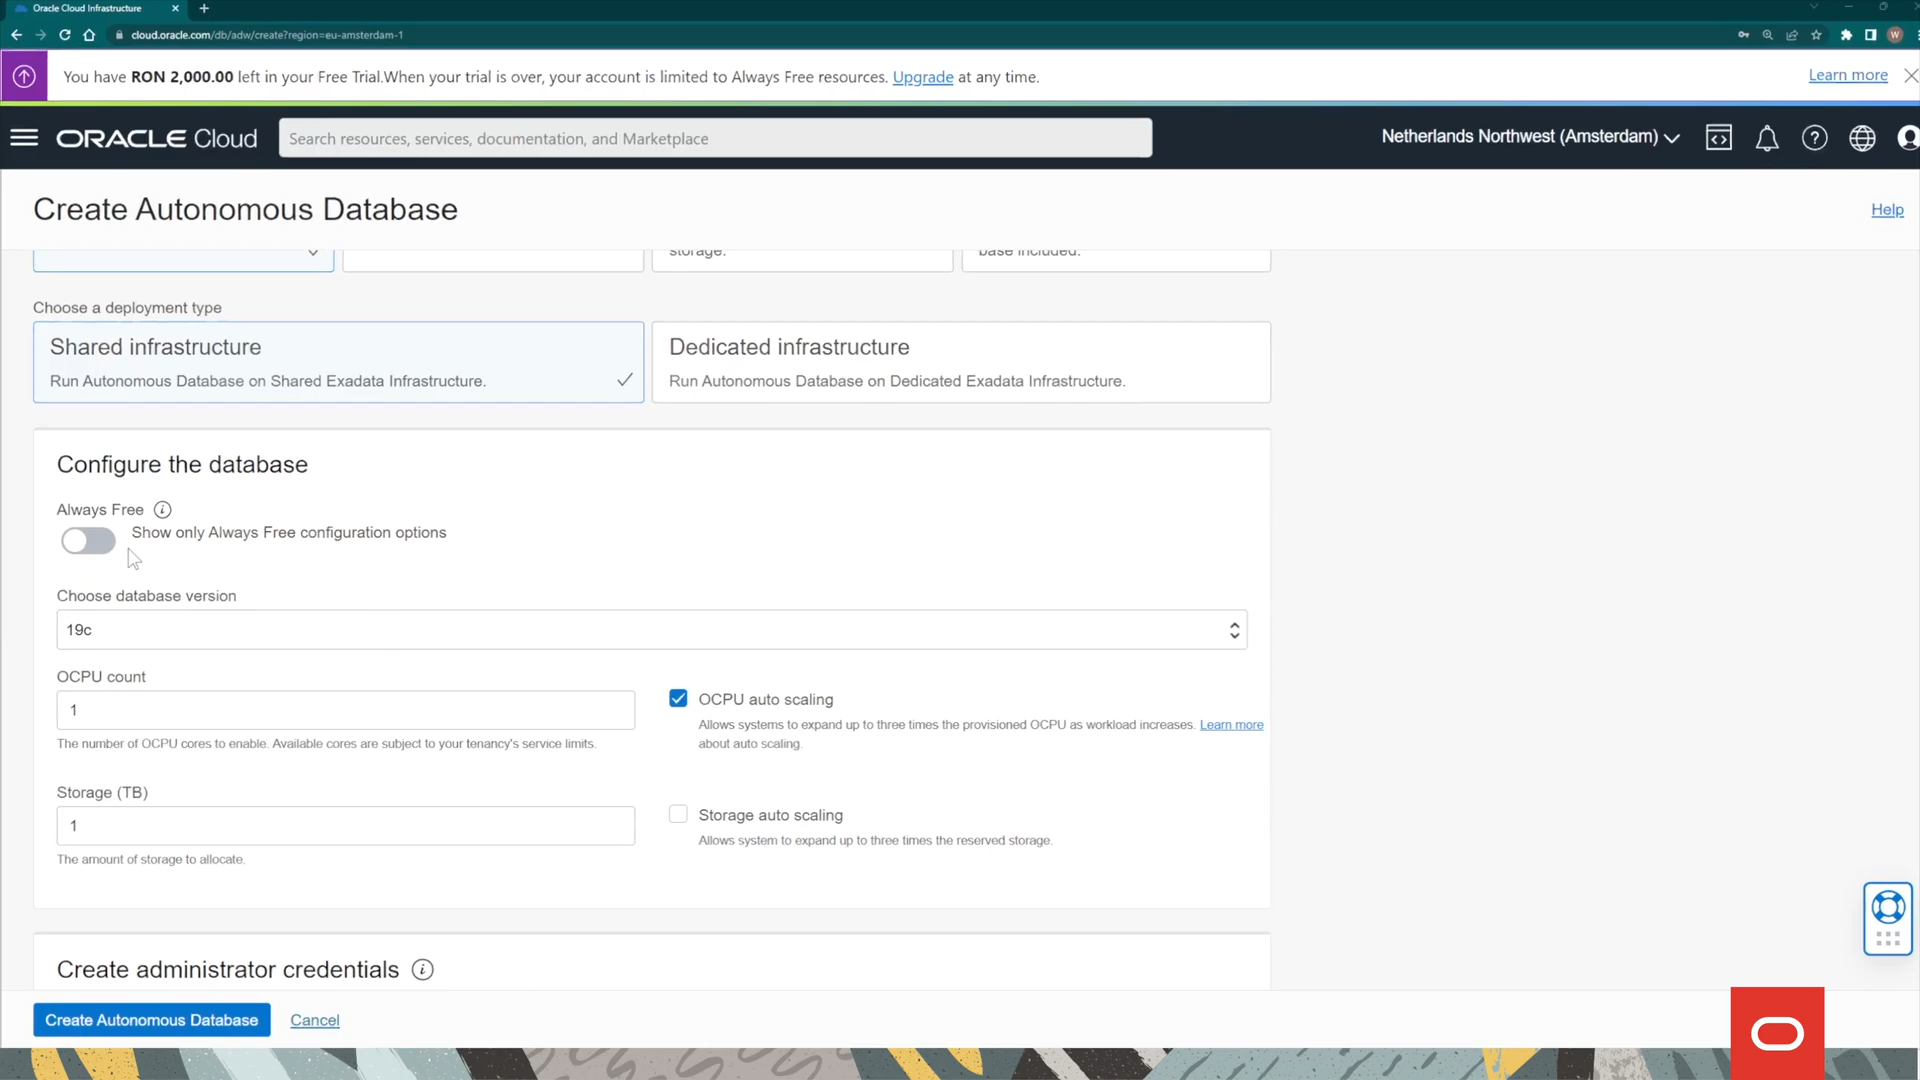 Oracle Cloud Infrastructure
cloud.oracle.com/db/adw/create?region=eu-amsterdam-1
W
You have RON 2,000.00 left in your Free Trial.When your trial is over, your account is limited to Always Free resources. Upgrade at any time.
Learn more
ORACLE Cloud
Search resources, services, documentation, and Marketplace
Netherlands Northwest (Amsterdam)
Create Autonomous Database
Help
storage.
base included.
Choose a deployment type
Shared infrastructure
Run Autonomous Database on Shared Exadata Infrastructure.
Dedicated infrastructure
Run Autonomous Database on Dedicated Exadata Infrastructure.
Configure the database
Always Free
Show only Always Free configuration options
Choose database version
19c
OCPU count
1
The number of OCPU cores to enable. Available cores are subject to your tenancy's service limits.
OCPU auto scaling
Allows systems to expand up to three times the provisioned OCPU as workload increases. Learn more
about auto scaling.
Storage (TB)
1
The amount of storage to allocate.
Storage auto scaling
Allows system to expand up to three times the reserved storage.
Create administrator credentials
Create Autonomous Database
Cancel